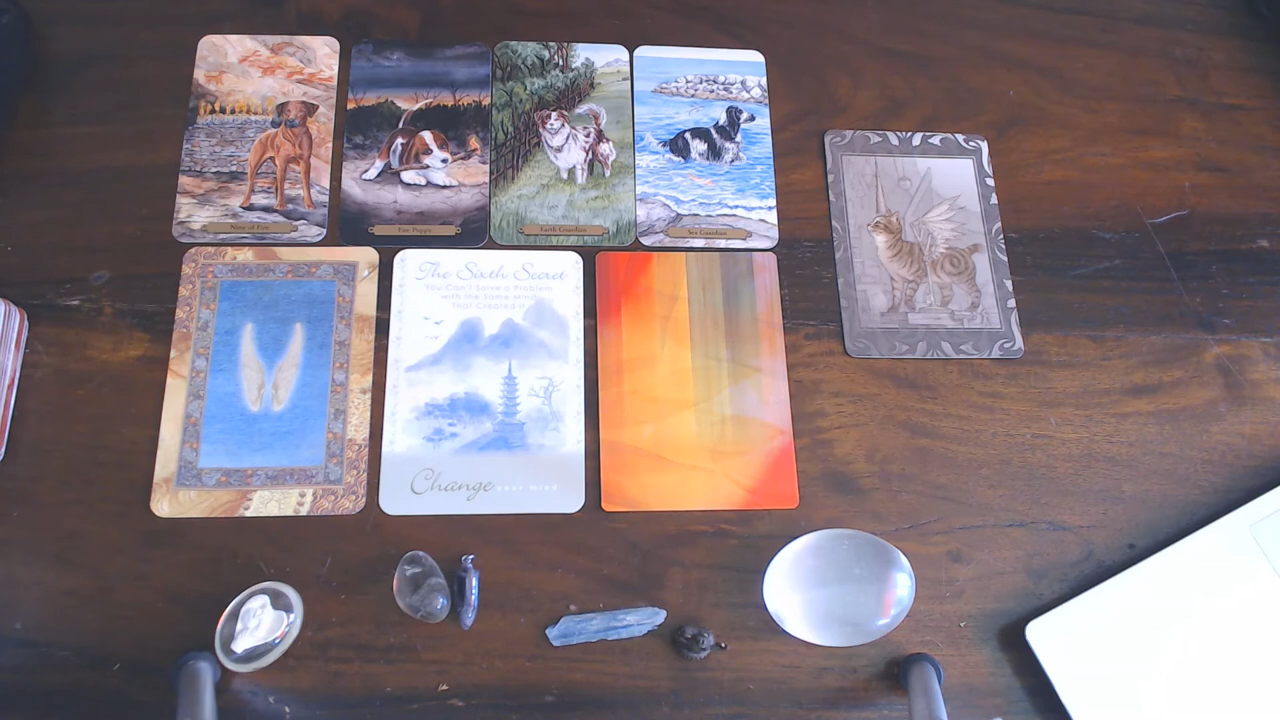 Nine of Fire
Fire Puppy
Earth Guardian
Sea Guardian
The Sixth Secret
You Can't Solve a Problem
with the Same Mind
That Created It
Change your mind